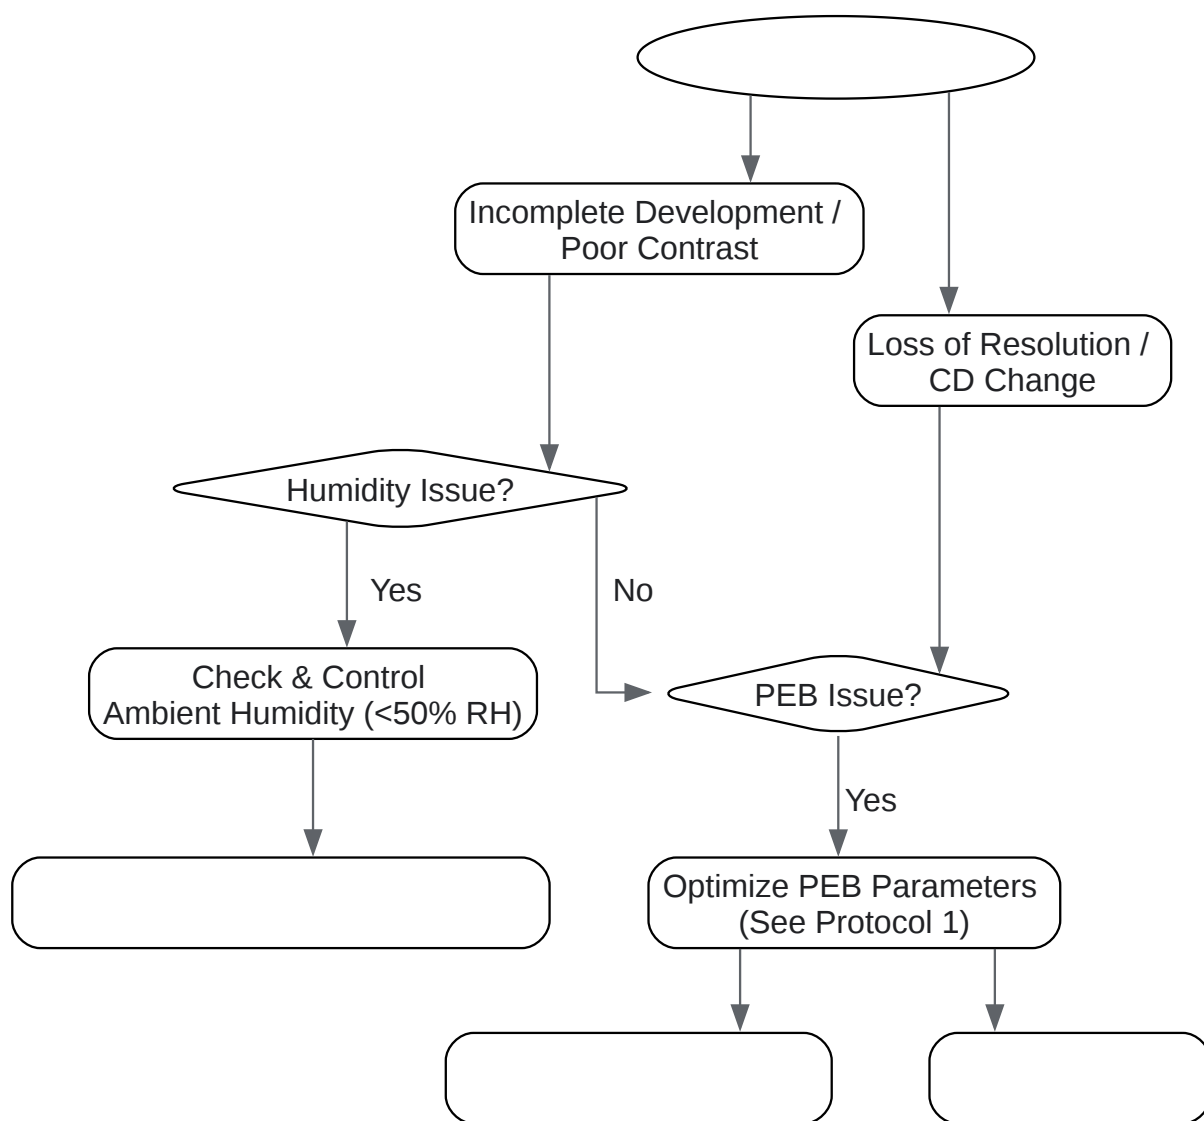 Incomplete Development /
Poor Contrast
Loss of Resolution /
CD Change
Humidity Issue?
Yes
No
Check & Control
Ambient Humidity (<50% RH)
PEB Issue?
Yes
Optimize PEB Parameters
(See Protocol 1)